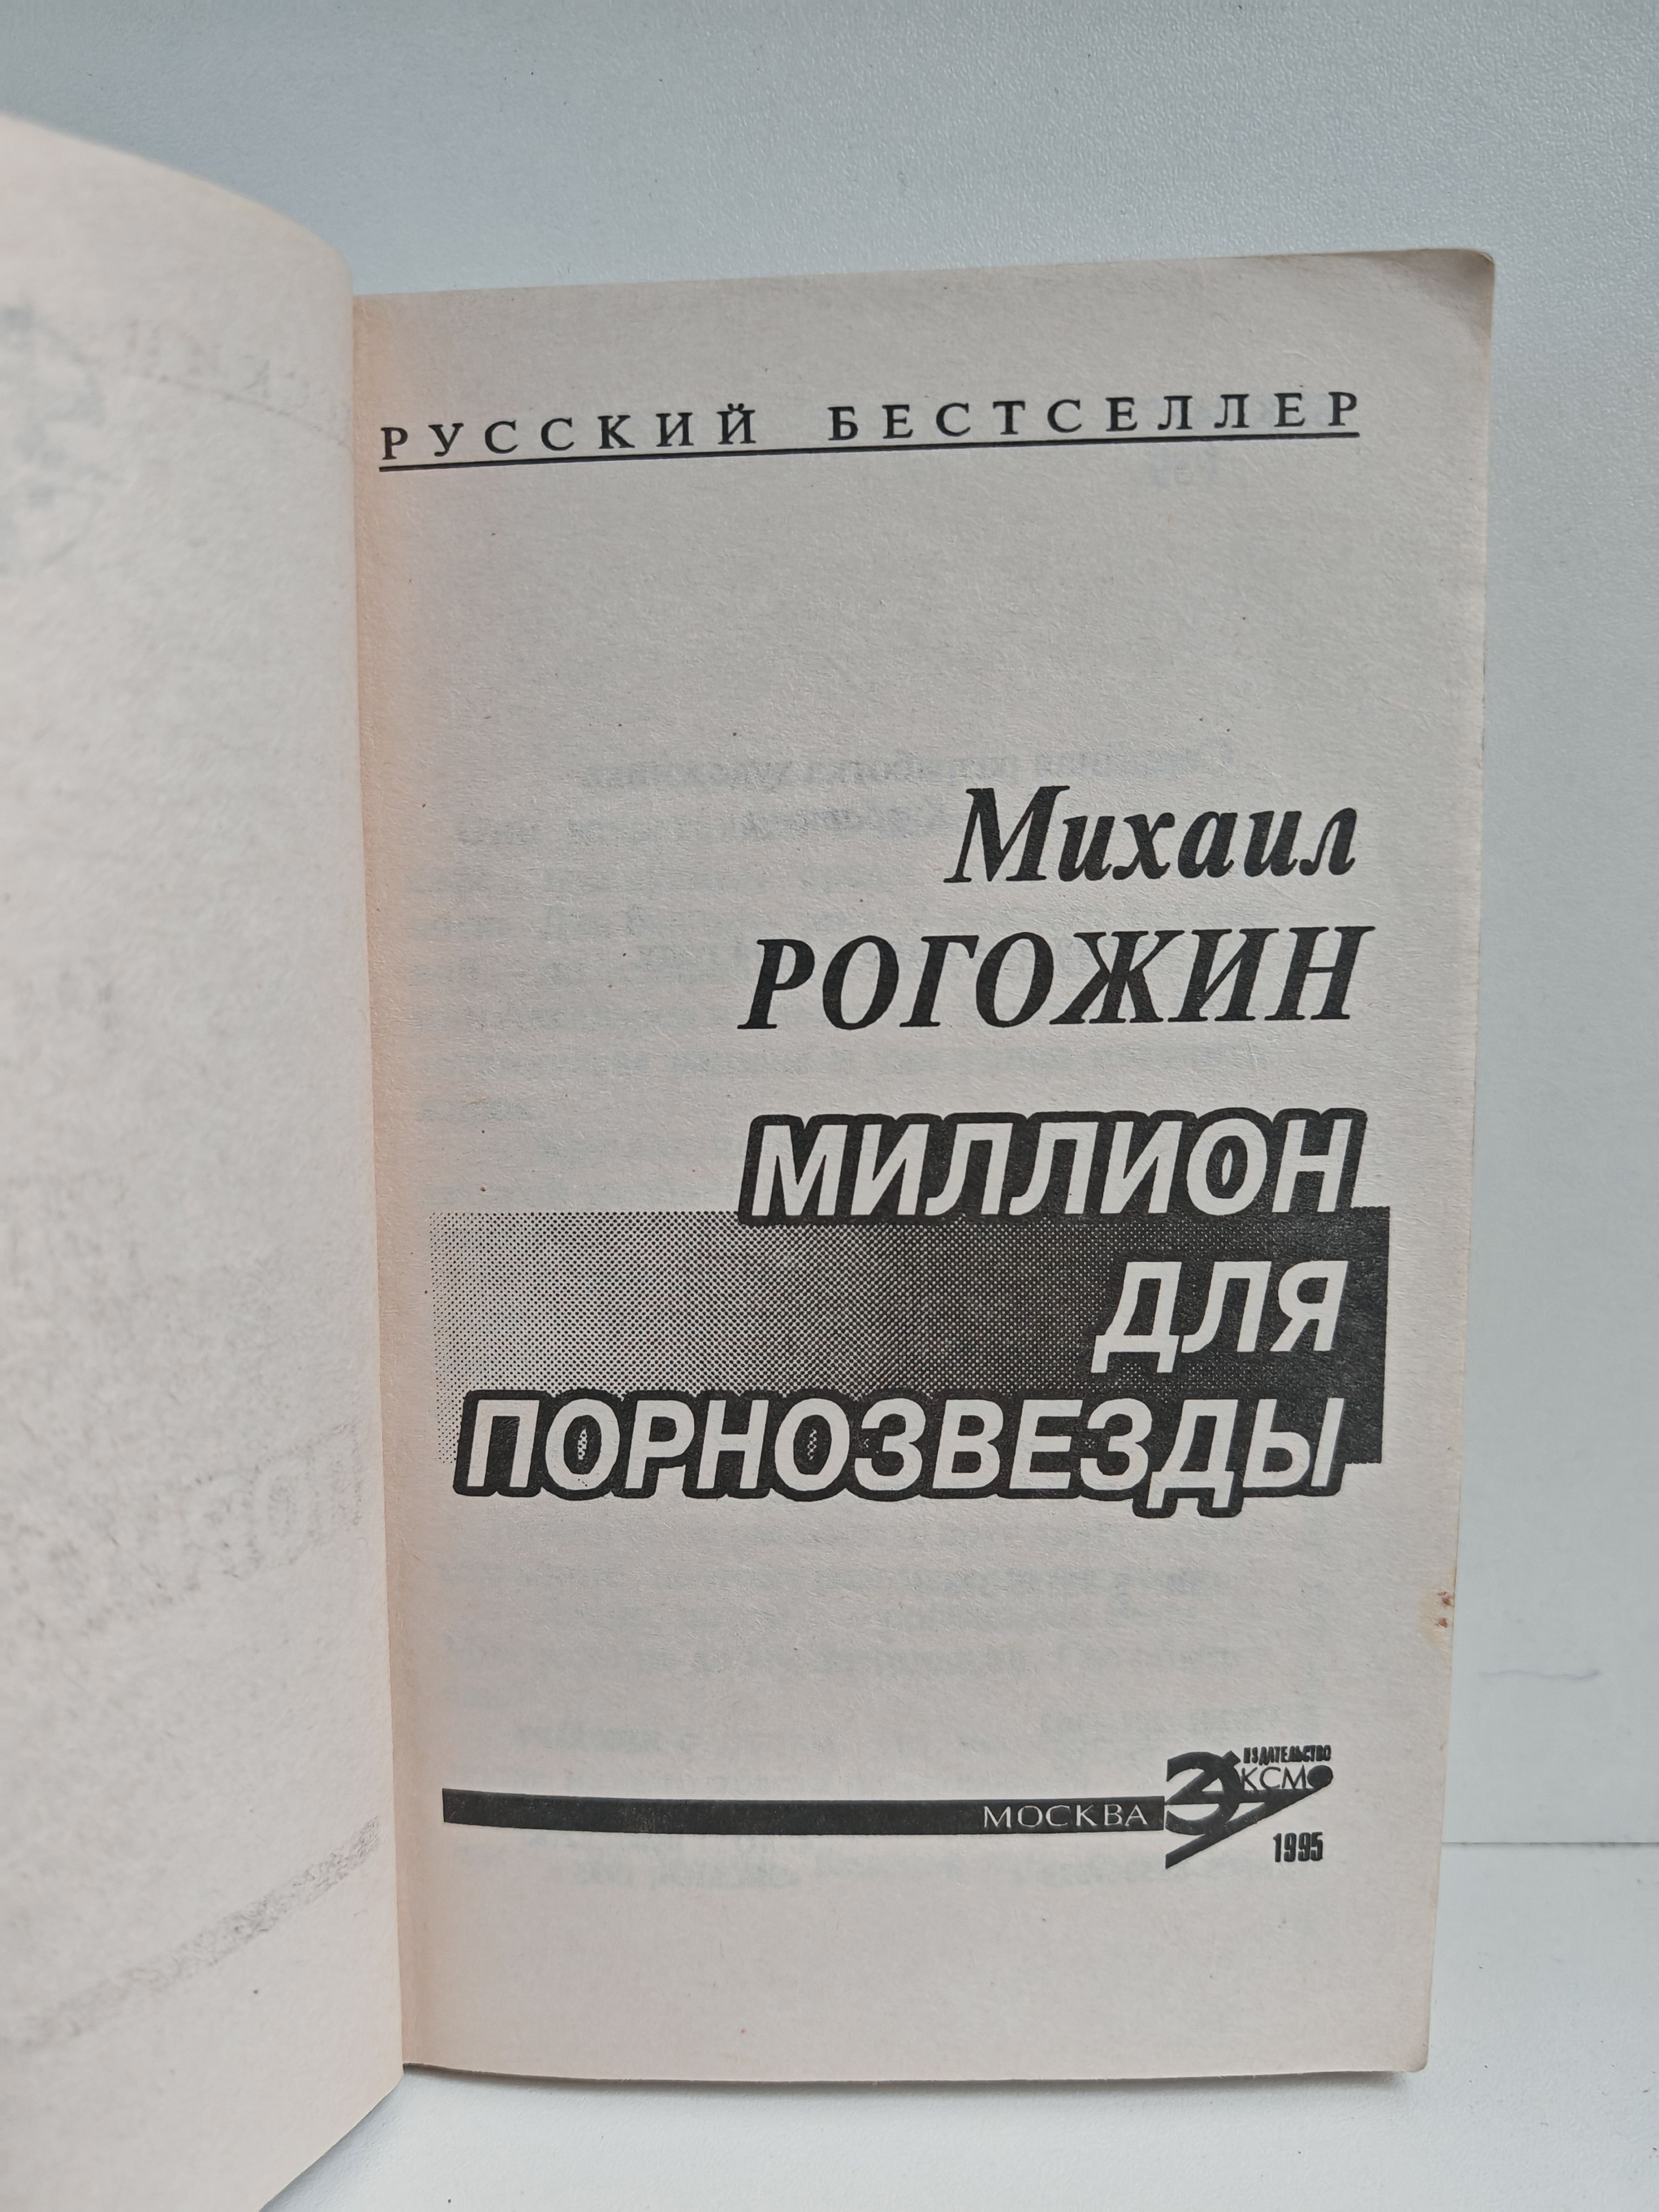 РУССКИЙ БЕСТСЕЛЛЕР
Михаил
РОГОЖИН
МИЛЛИОН
ДЛЯ
ПОРНОЗВЕЗДЫ
МОСКВА
ИЗДАТЕЛЬСТВО
ЭКСМО
1995